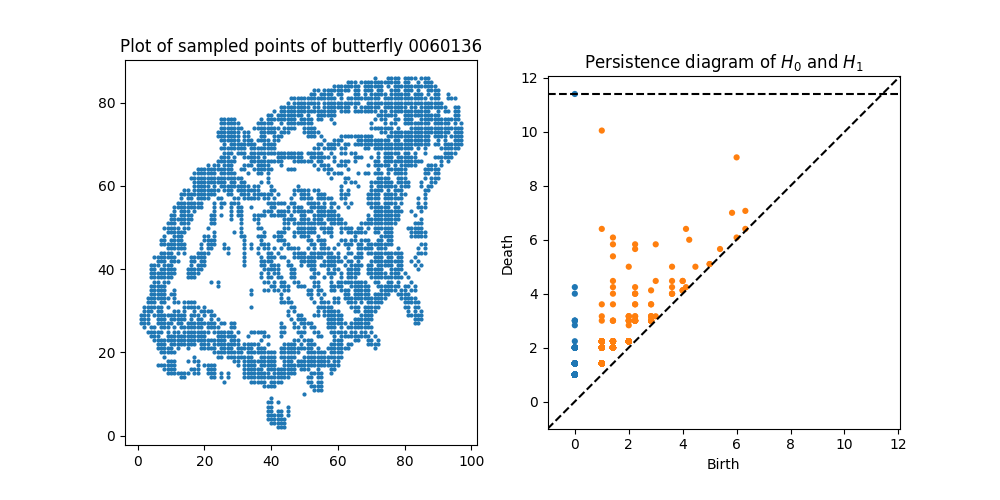 Plot of sampled points of butterfly 0060136
80
60
40
20
0
0 20 40 60 80 100
Persistence diagram of H₀ and H₁
12
10
8
6
4
2
0
Death
0 2 4 6 8 10 12
Birth